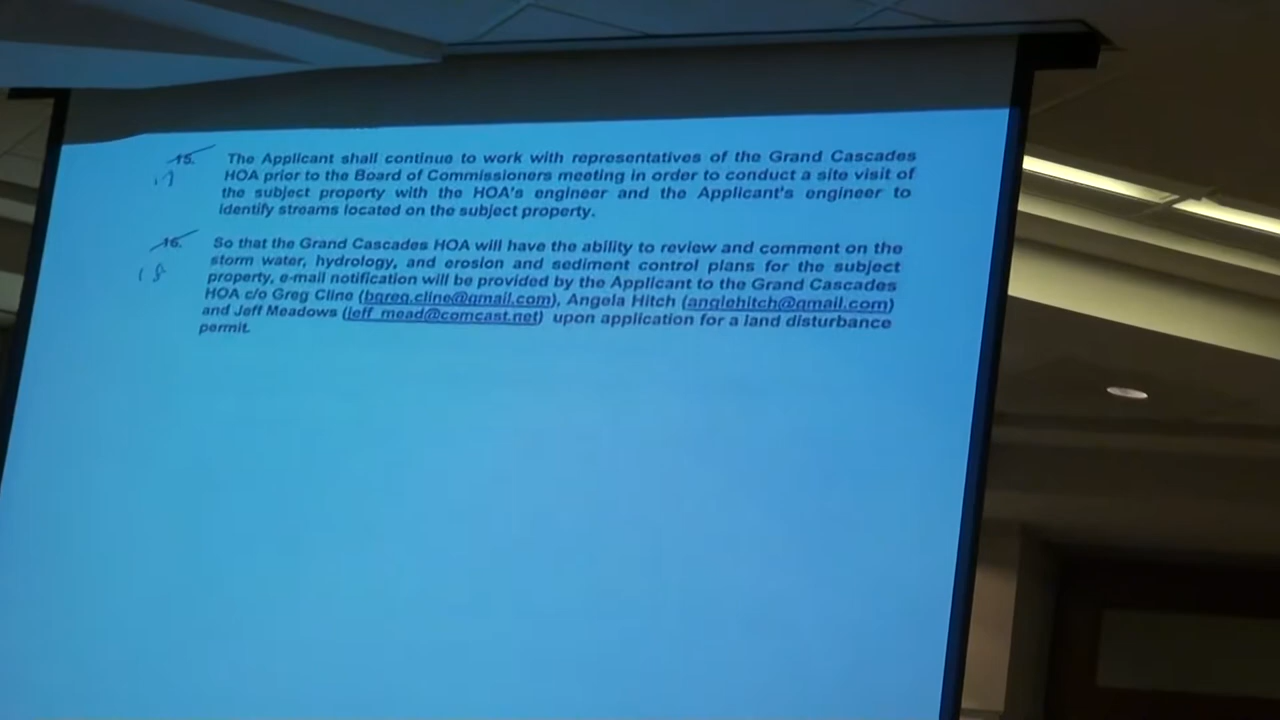 15. The Applicant shall continue to work with representatives of the Grand Cascades
17 HOA prior to the Board of Commissioners meeting in order to conduct a site visit of
the subject property with the HOA's engineer and the Applicant's engineer to
identify streams located on the subject property.
16. So that the Grand Cascades HOA will have the ability to review and comment on the
storm water, hydrology, and erosion and sediment control plans for the subject
18 property, e-mail notification will be provided by the Applicant to the Grand Cascades
HOA c/o Greg Cline (bgreg.cline@gmail.com), Angela Hitch (angiehitch@gmail.com)
and Jeff Meadows (jeff_mead@comcast.net) upon application for a land disturbance
permit.